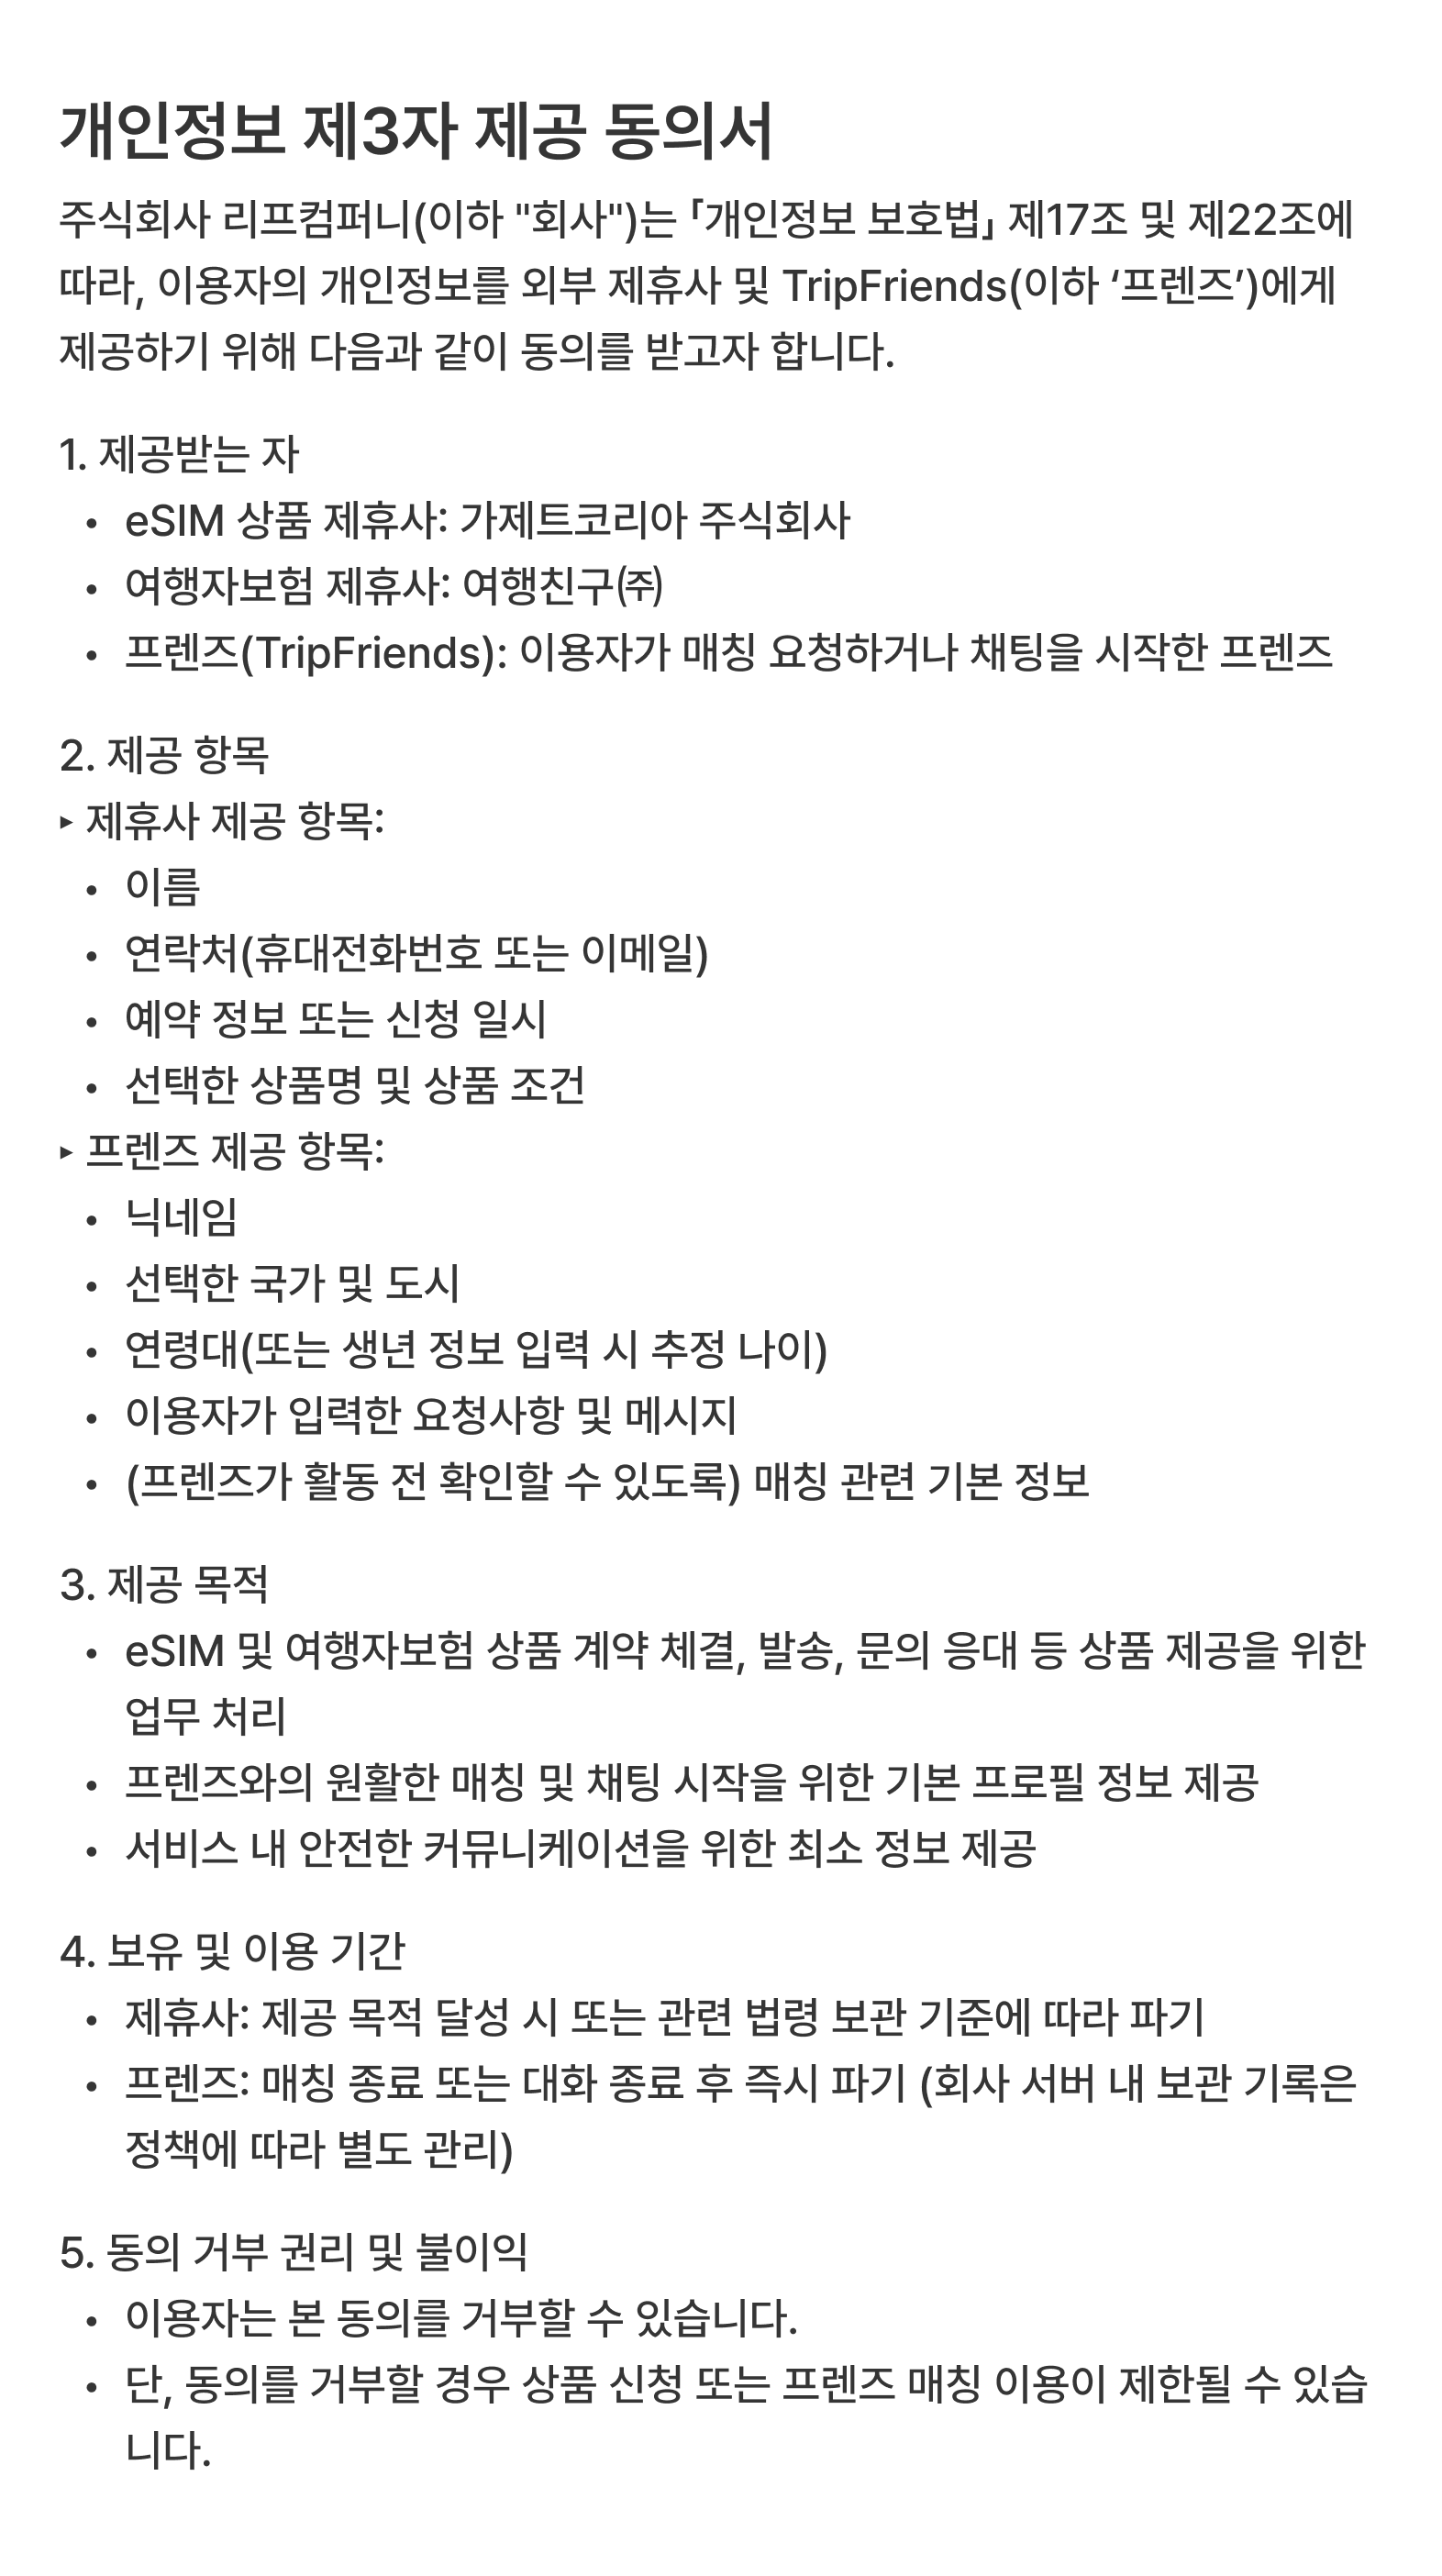 개인정보 제3자 제공 동의서
주식회사 리프컴퍼니(이하 "회사")는 「개인정보 보호법」 제17조 및 제22조에
따라, 이용자의 개인정보를 외부 제휴사 및 TripFriends(이하 ‘프렌즈’)에게
제공하기 위해 다음과 같이 동의를 받고자 합니다.
1. 제공받는 자
• eSIM 상품 제휴사: 가제트코리아 주식회사
• 여행자보험 제휴사: 여행친구㈜
• 프렌즈(TripFriends): 이용자가 매칭 요청하거나 채팅을 시작한 프렌즈
2. 제공 항목
‣ 제휴사 제공 항목:
• 이름
• 연락처(휴대전화번호 또는 이메일)
• 예약 정보 또는 신청 일시
• 선택한 상품명 및 상품 조건
‣ 프렌즈 제공 항목:
• 닉네임
• 선택한 국가 및 도시
• 연령대(또는 생년 정보 입력 시 추정 나이)
• 이용자가 입력한 요청사항 및 메시지
• (프렌즈가 활동 전 확인할 수 있도록) 매칭 관련 기본 정보
3. 제공 목적
• eSIM 및 여행자보험 상품 계약 체결, 발송, 문의 응대 등 상품 제공을 위한
업무 처리
• 프렌즈와의 원활한 매칭 및 채팅 시작을 위한 기본 프로필 정보 제공
• 서비스 내 안전한 커뮤니케이션을 위한 최소 정보 제공
4. 보유 및 이용 기간
• 제휴사: 제공 목적 달성 시 또는 관련 법령 보관 기준에 따라 파기
• 프렌즈: 매칭 종료 또는 대화 종료 후 즉시 파기 (회사 서버 내 보관 기록은
정책에 따라 별도 관리)
5. 동의 거부 권리 및 불이익
• 이용자는 본 동의를 거부할 수 있습니다.
• 단, 동의를 거부할 경우 상품 신청 또는 프렌즈 매칭 이용이 제한될 수 있습
니다.